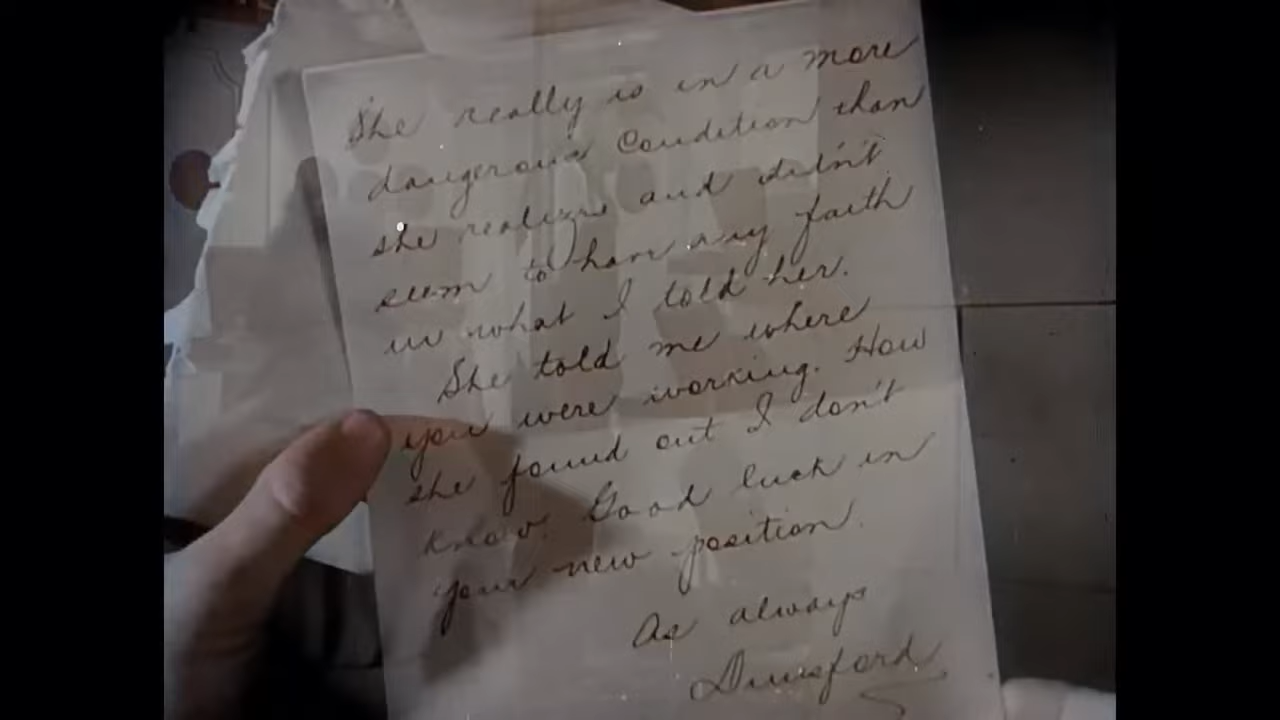 She really is in a more
dangerous Condition than
she realizes and didn't
seem to have any faith
in what I told her.
She told me where
you were working. How
she found out I don't
know. Good luck in
your new position.
As always
Dunsford